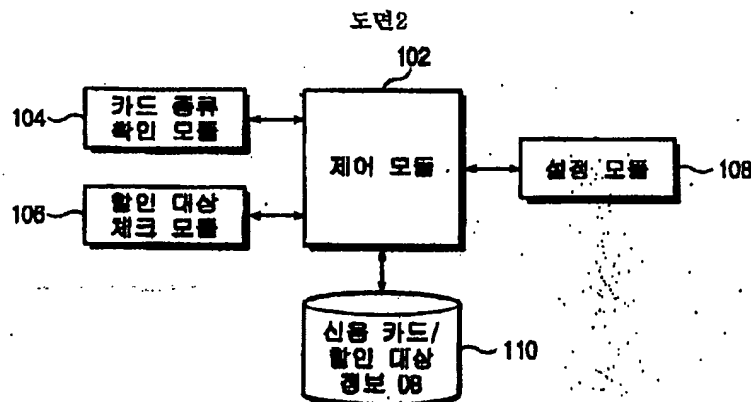 도면2
102
104
카드 종류
확인 모듈
제어 모듈
설정 모듈
108
106
할인 대상
체크 모듈
신용 카드/
할인 대상
정보 DB
110